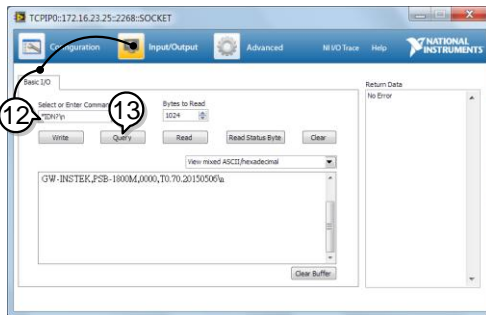 TCPIP0::172.16.23.25::2268::SOCKET
Configuration Input/Output Advanced NI I/O Trace Help NATIONAL INSTRUMENTS
Basic I/O
Return Data
No Error
Select or Enter Comman
Bytes to Read
12
*IDN?\n
13
1024
Write Query Read Read Status Byte Clear
View mixed ASCII/hexadecimal
GW-INSTEK,PSB-1800M,0000,T0.70.20150506\n
Clear Buffer